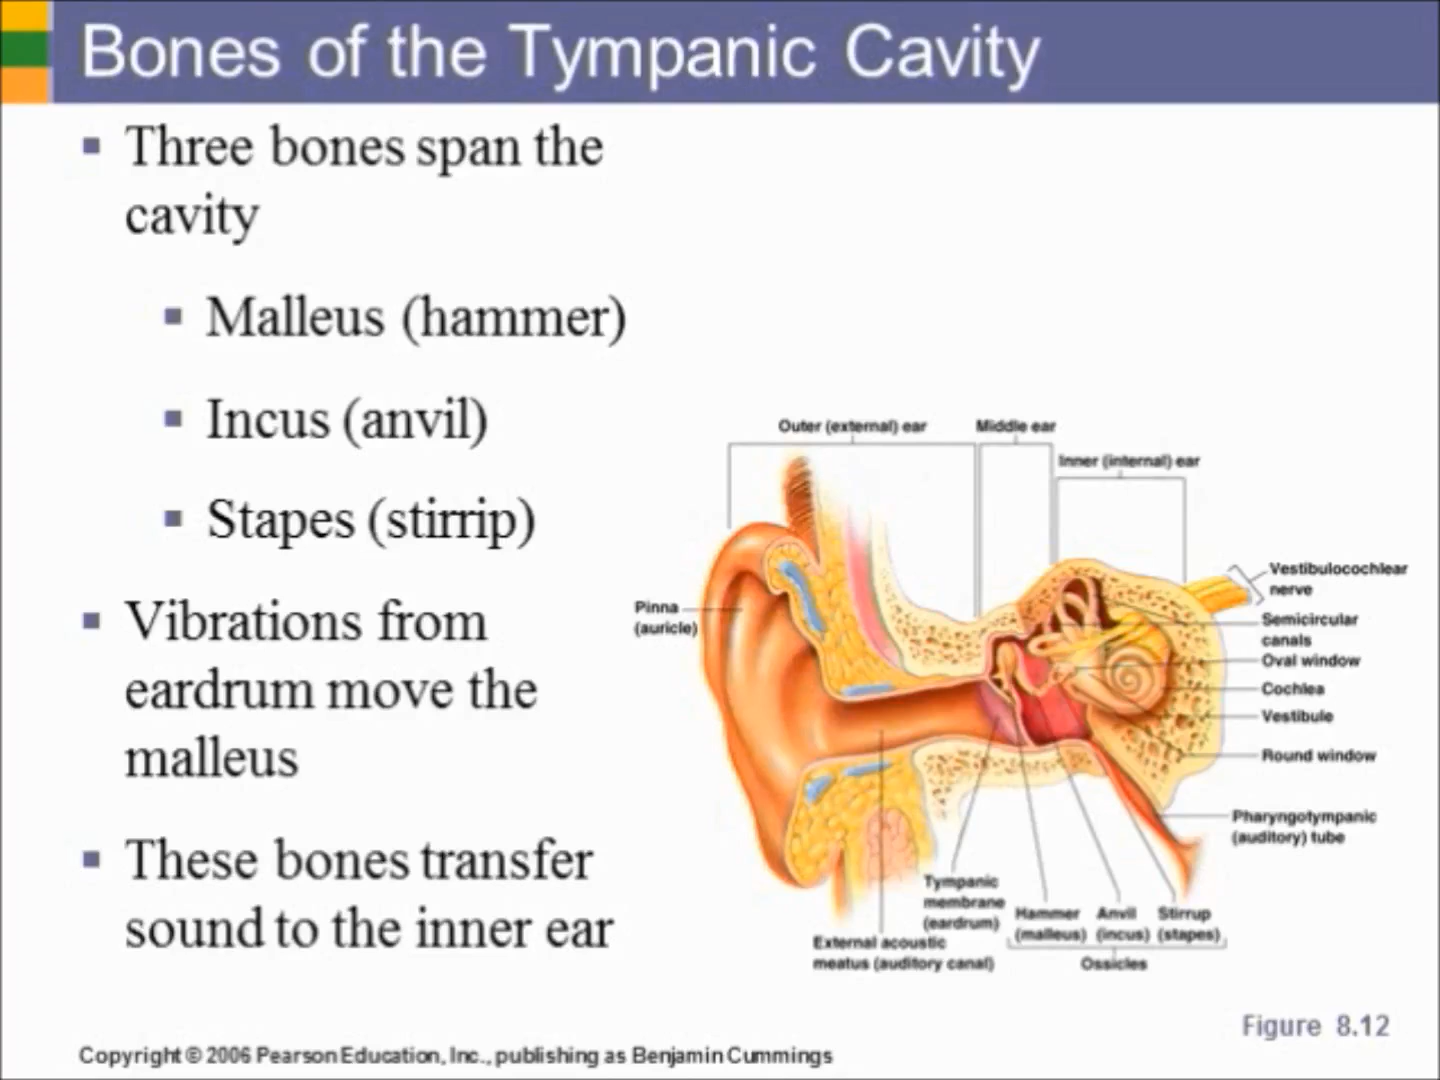 Bones of the Tympanic Cavity
Three bones span the
cavity
Malleus (hammer)
Incus (anvil)
Stapes (stirrip)
Vibrations from
eardrum move the
malleus
These bones transfer
sound to the inner ear
Outer (external) ear
Middle ear
Inner (internal) ear
Pinna
(auricle)
Vestibulocochlear
nerve
Semicircular
canals
Oval window
Cochlea
Vestibule
Round window
Pharyngotympanic
(auditory) tube
Tympanic
membrane
(eardrum)
Hammer
(malleus)
Anvil
(incus)
Stirrup
(stapes)
External acoustic
meatus (auditory canal)
Ossicles
Figure 8.12
Copyright © 2006 Pearson Education, Inc., publishing as Benjamin Cummings